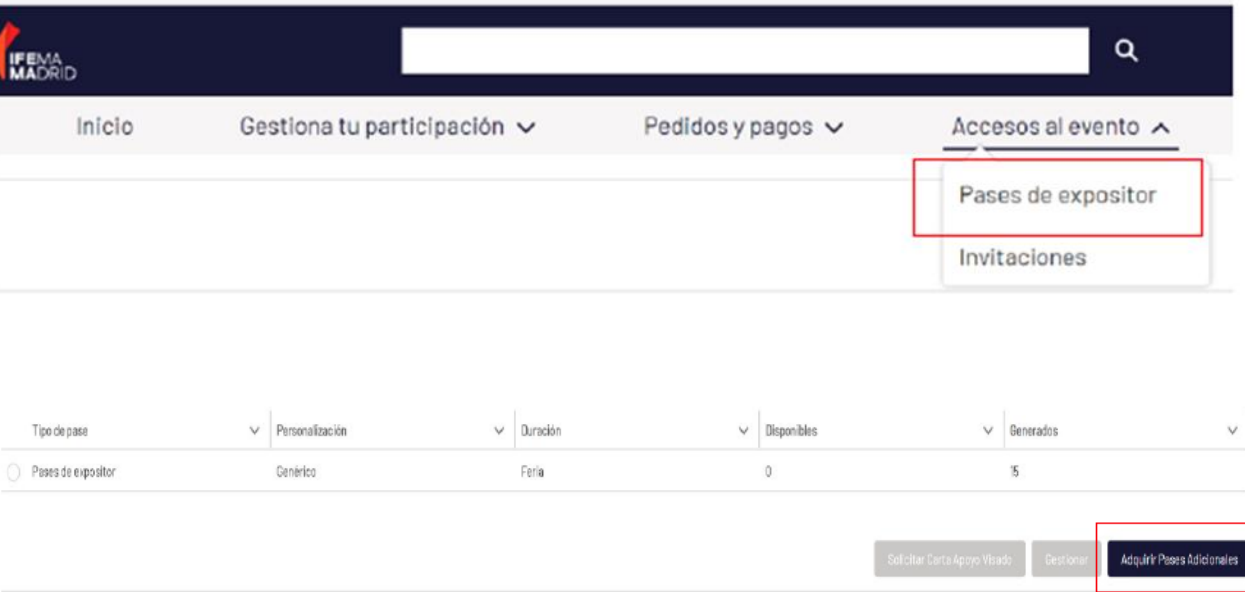 IFEMA
MADRID
Inicio Gestiona tu participación Pedidos y pagos Accesos al evento
Pases de expositor
Invitaciones
Tipo de pase Personalización Duración Disponibles Generados
Pases de expositor Genérico Feria 0 15
Solicitar Carta Apoyo Visado Gestionar Adquirir Pases Adicionales